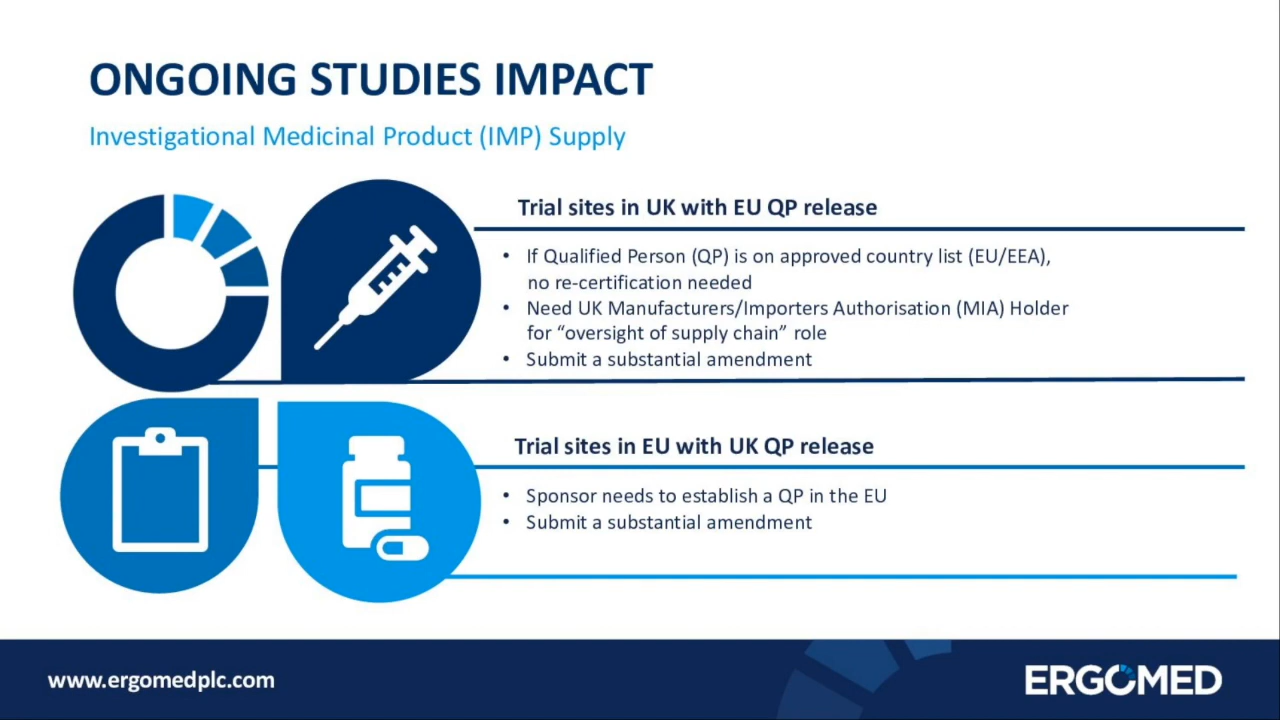 ONGOING STUDIES IMPACT
Investigational Medicinal Product (IMP) Supply
Trial sites in UK with EU QP release
• If Qualified Person (QP) is on approved country list (EU/EEA),
no re-certification needed
• Need UK Manufacturers/Importers Authorisation (MIA) Holder
for “oversight of supply chain” role
• Submit a substantial amendment
Trial sites in EU with UK QP release
• Sponsor needs to establish a QP in the EU
• Submit a substantial amendment
www.ergomedplc.com
ERGOMED